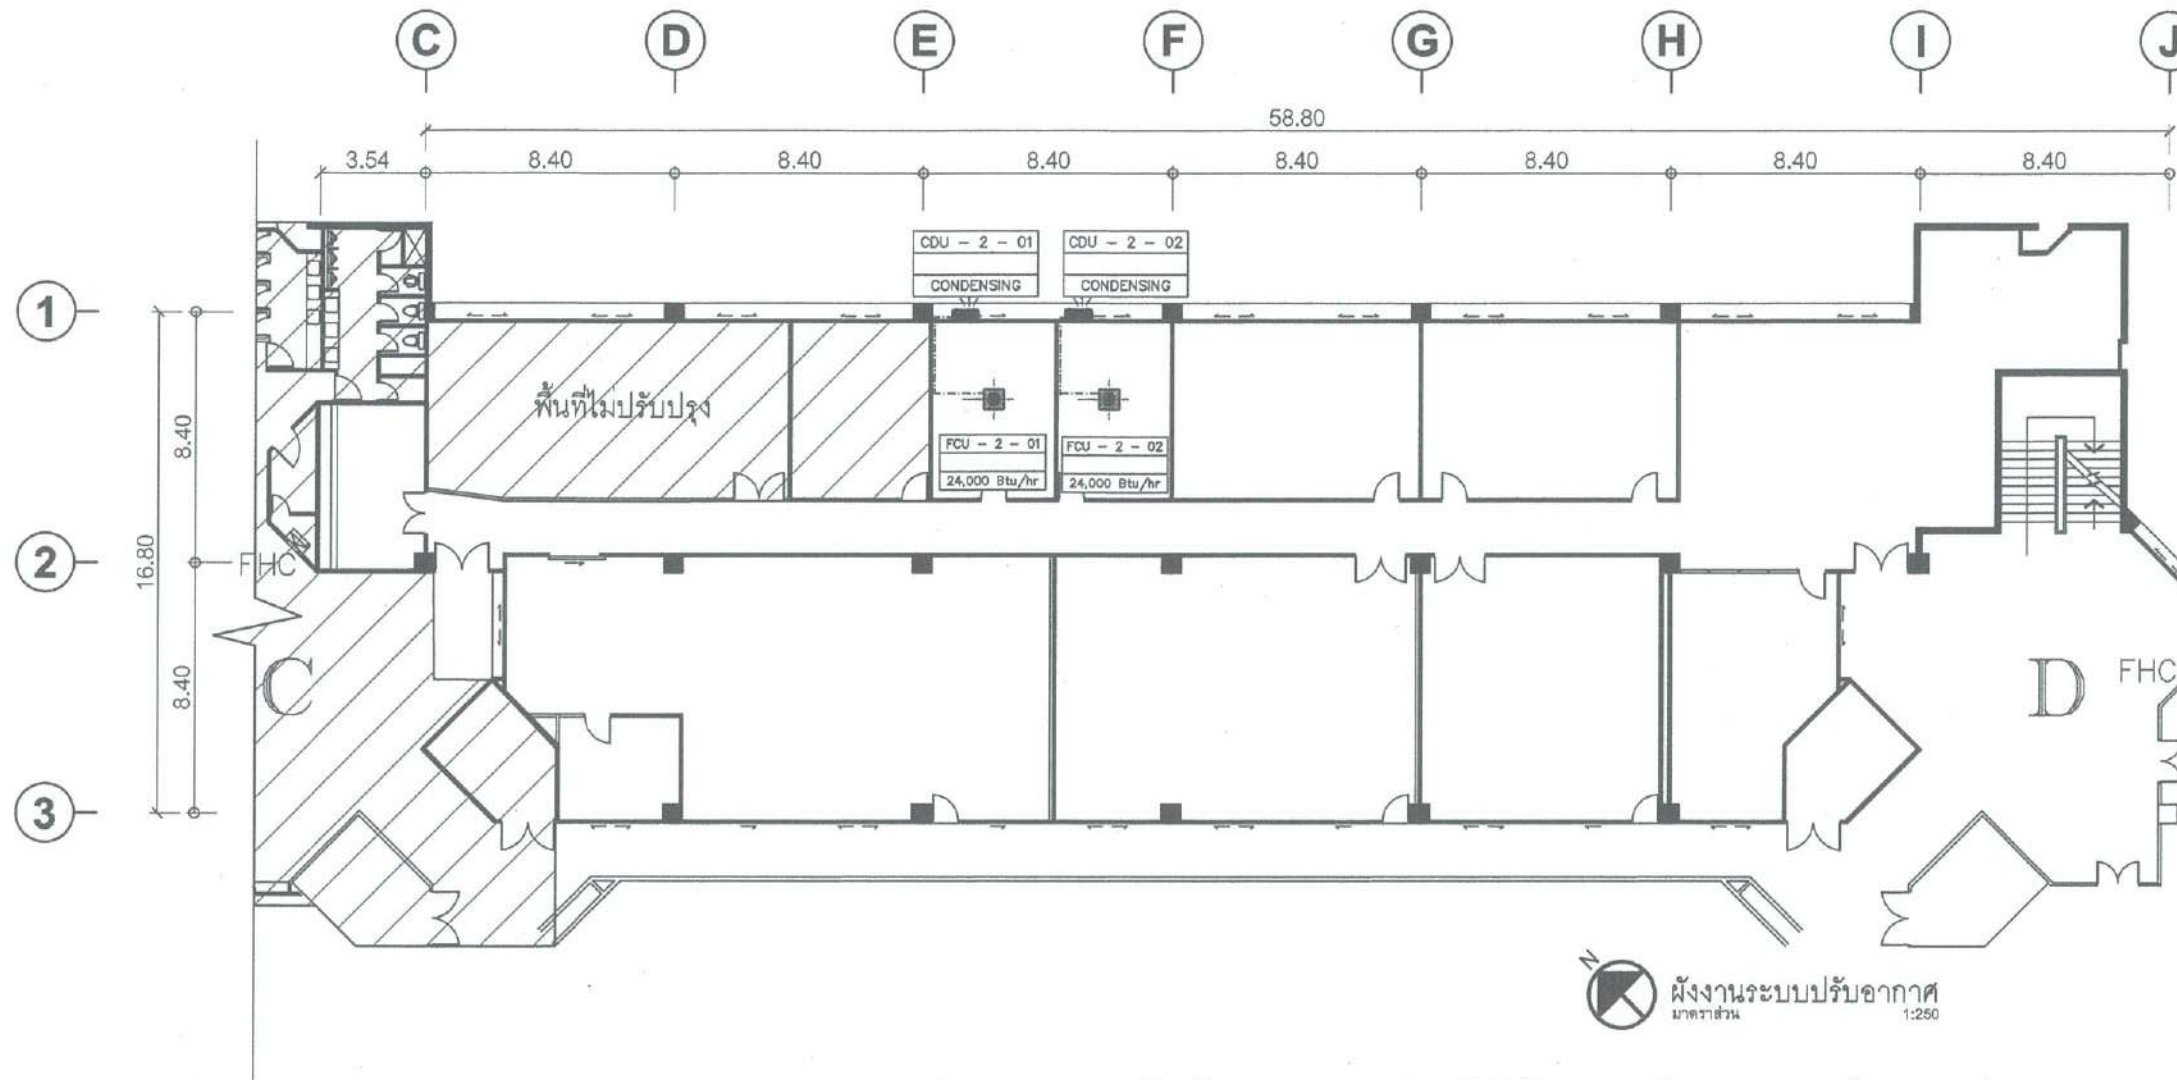 C D E F G H I J
58.80
3.54 8.40 8.40 8.40 8.40 8.40 8.40 8.40
CDU - 2 - 01
CONDENSING
CDU - 2 - 02
CONDENSING
1
พื้นที่ไม่ปรับปรุง
8.40
FCU - 2 - 01
24,000 Btu/hr
FCU - 2 - 02
24,000 Btu/hr
2
FHC
16.80
8.40
C
D
FHC
3
N
ผังงานระบบปรับอากาศ
มาตราส่วน 1:250